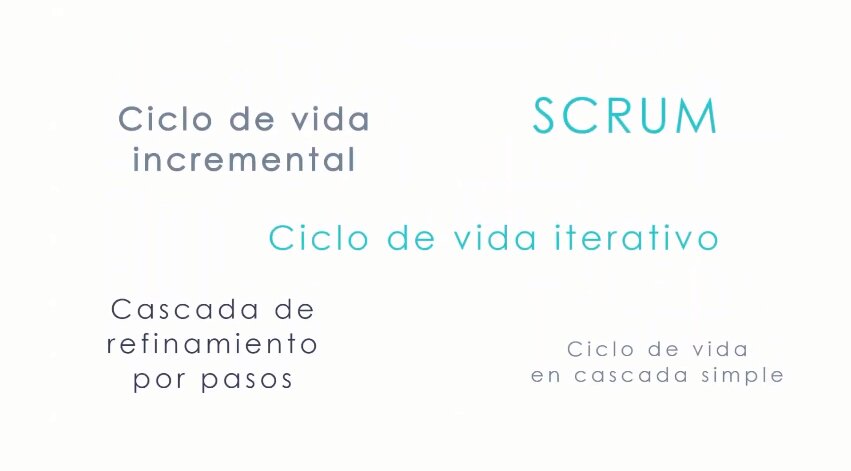 Ciclo de vida
incremental
SCRUM
Ciclo de vida iterativo
Cascada de
refinamiento
por pasos
Ciclo de vida
en cascada simple